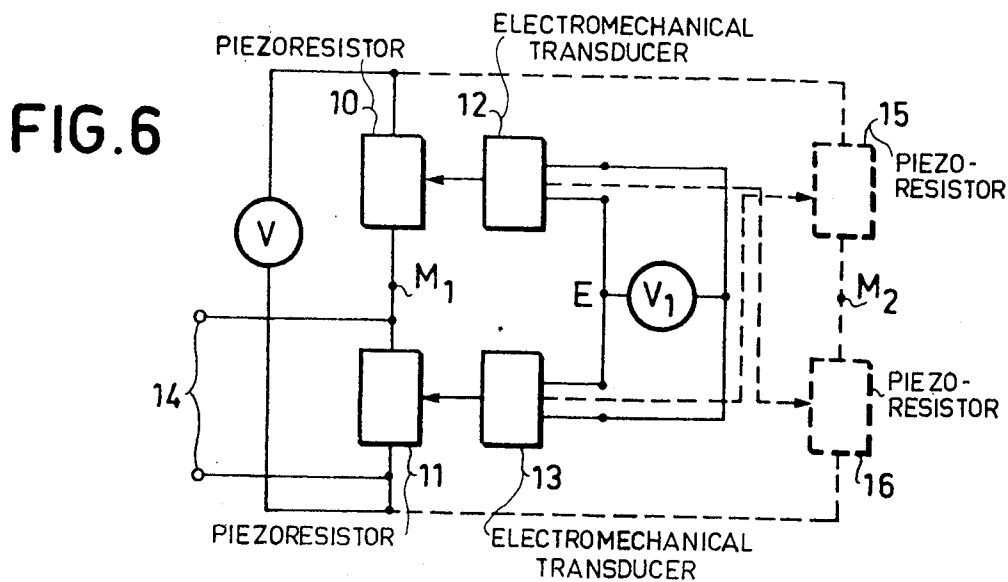 ELECTROMECHANICAL
TRANSDUCER
PIEZORESISTOR
FIG.6
10
12
15
PIEZO-
RESISTOR
V
M1
E
V1
M2
14
PIEZO-
RESISTOR
11
13
16
PIEZORESISTOR
ELECTROMECHANICAL
TRANSDUCER